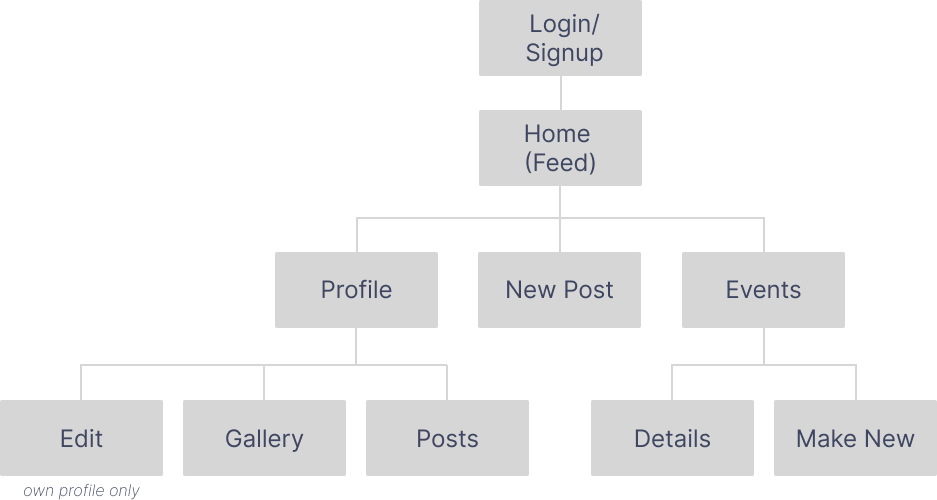 Login/
Signup
Home
(Feed)
Profile
New Post
Events
Edit
Gallery
Posts
Details
Make New
own profile only